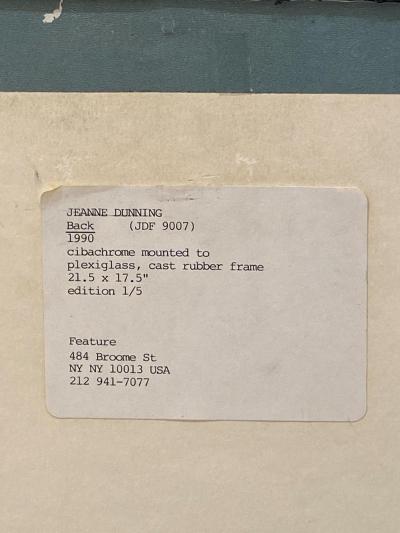 JEANNE DUNNING
Back (JDF 9007)
1990
cibachrome mounted to
plexiglass, cast rubber frame
21.5 x 17.5"
edition 1/5
Feature
484 Broome St
NY NY 10013 USA
212 941-7077